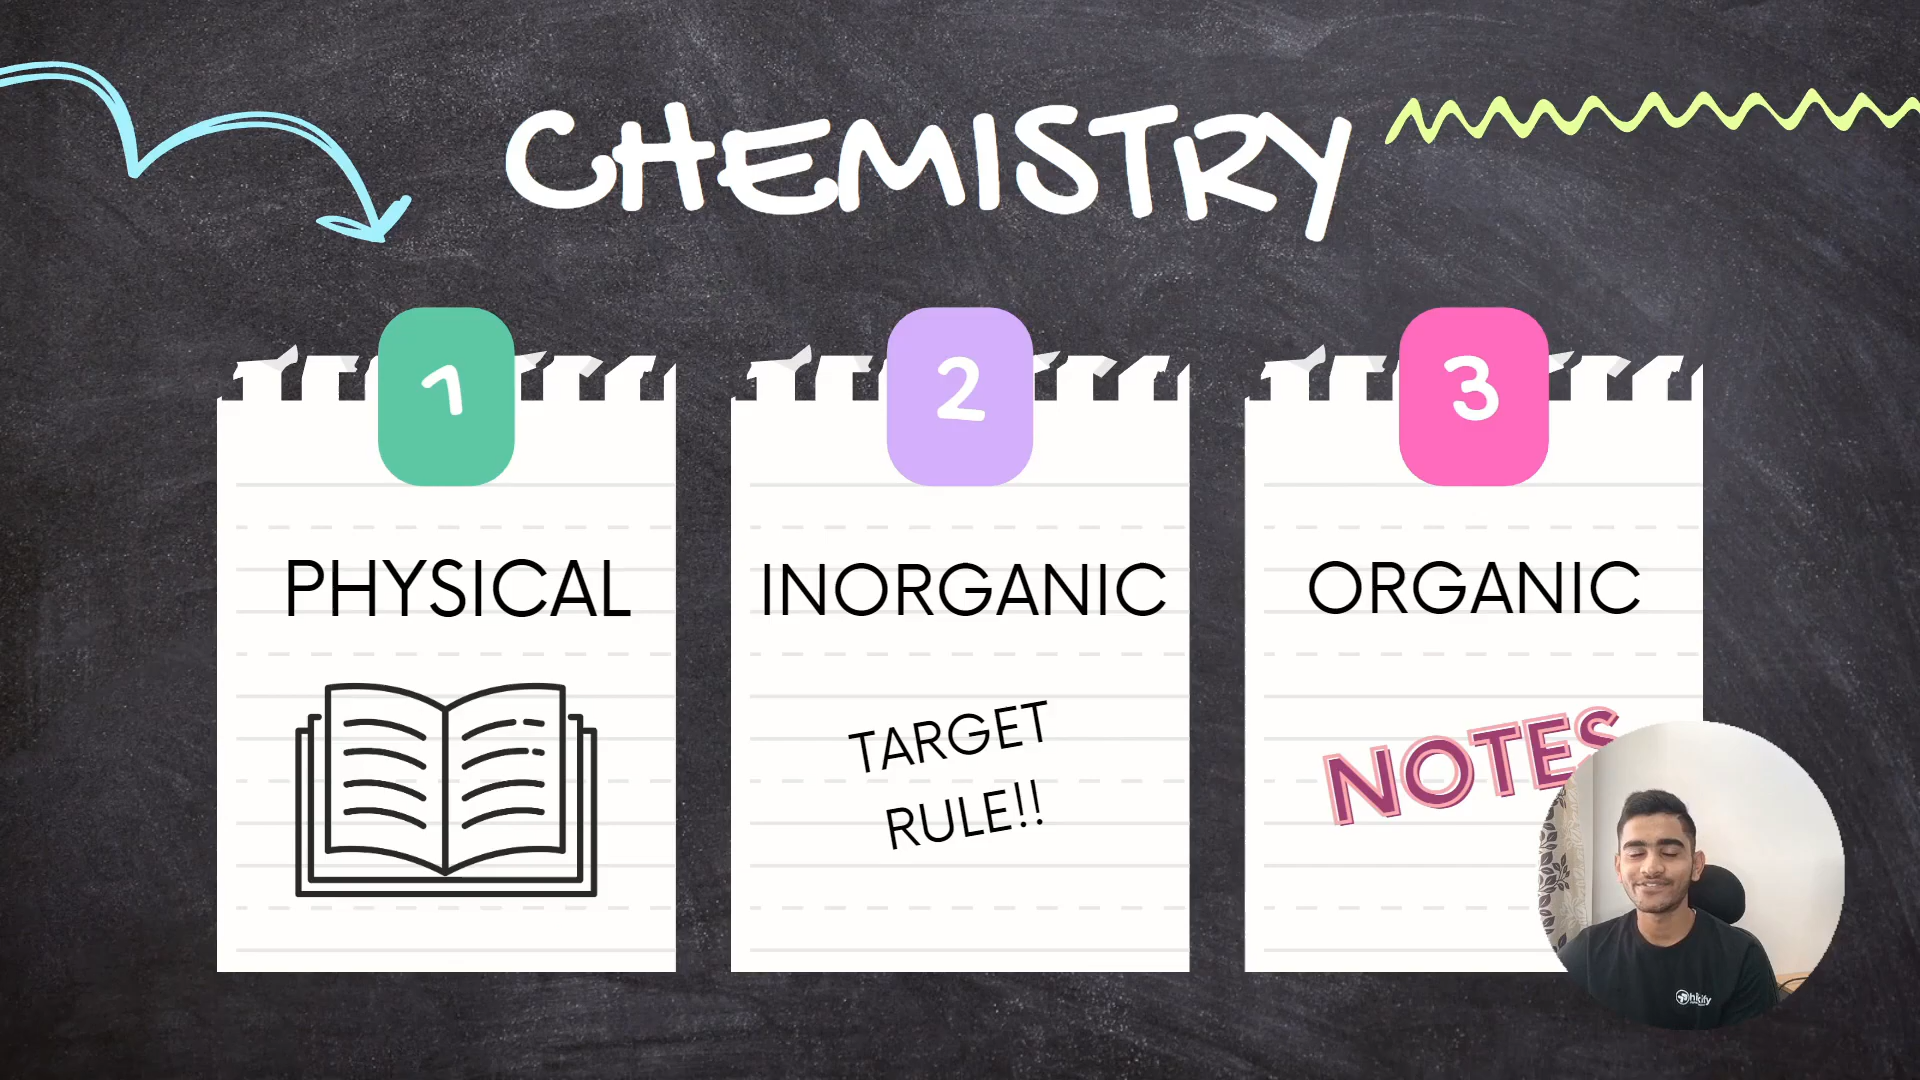 CHEMISTRY
1
2
3
PHYSICAL
INORGANIC
ORGANIC
TARGET
RULE!!
NOTES